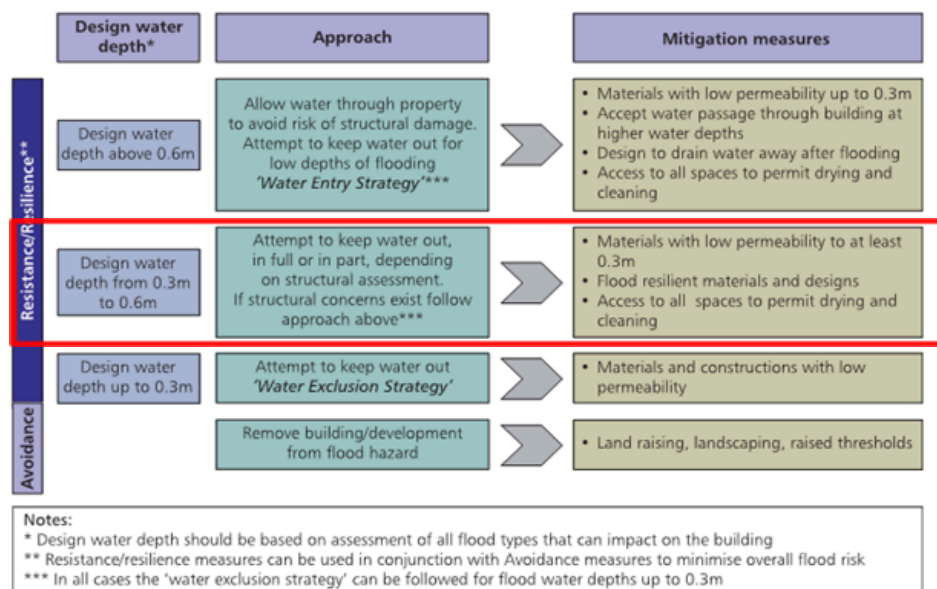 Design water
depth*
Approach
Mitigation measures
Resistance/Resilience**
Design water
depth above 0.6m
Allow water through property
to avoid risk of structural damage.
Attempt to keep water out for
low depths of flooding
'Water Entry Strategy'***
• Materials with low permeability up to 0.3m
• Accept water passage through building at
higher water depths
• Design to drain water away after flooding
• Access to all spaces to permit drying and
cleaning
Design water
depth from 0.3m
to 0.6m
Attempt to keep water out,
in full or in part, depending
on structural assessment.
If structural concerns exist follow
approach above***
• Materials with low permeability to at least
0.3m
• Flood resilient materials and designs
• Access to all spaces to permit drying and
cleaning
Design water
depth up to 0.3m
Attempt to keep water out
'Water Exclusion Strategy'
• Materials and constructions with low
permeability
Avoidance
Remove building/development
from flood hazard
• Land raising, landscaping, raised thresholds
Notes:
* Design water depth should be based on assessment of all flood types that can impact on the building
** Resistance/resilience measures can be used in conjunction with Avoidance measures to minimise overall flood risk
*** In all cases the 'water exclusion strategy' can be followed for flood water depths up to 0.3m